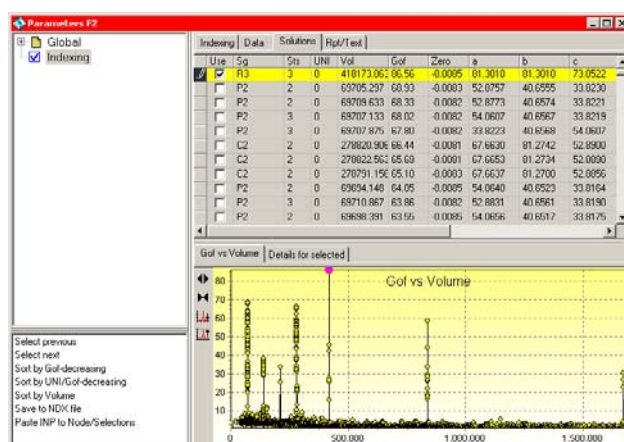 Parameters F2
Global
Indexing
Indexing Data Solutions Rpt/Text
Use Sg Sts UNI Vol Gof Zero a b c
R3 3 0 418173.063 86.56 -0.0085 81.3010 81.3010 73.0522
P2 2 0 69705.297 68.93 -0.0083 52.8757 40.6555 33.8230
P2 2 0 69709.633 68.33 -0.0082 52.8773 40.6574 33.8221
P2 3 0 69707.133 68.02 -0.0082 54.0607 40.6567 33.8219
P2 3 0 69707.875 67.80 -0.0082 33.8223 40.6568 54.0607
C2 2 0 278820.906 66.44 -0.0081 67.6630 81.2742 52.8900
C2 2 0 278822.563 65.69 -0.0081 67.6653 81.2734 52.8890
C2 2 0 278791.156 65.10 -0.0083 67.6637 81.2700 52.8856
P2 2 0 69694.148 64.05 -0.0085 54.0640 40.6523 33.8164
P2 2 0 69710.867 63.86 -0.0082 52.8831 40.6561 33.8190
P2 2 0 69698.391 63.55 -0.0085 54.0656 40.6517 33.8175
Gof vs Volume Details for selected
Gof vs Volume
80
70
60
50
40
30
20
10
0 500.000 1.000.000 1.500.000
Select previous
Select next
Sort by Gof-decreasing
Sort by UNI/Gof-decreasing
Sort by Volume
Save to NDX file
Paste INP to Node/Selections